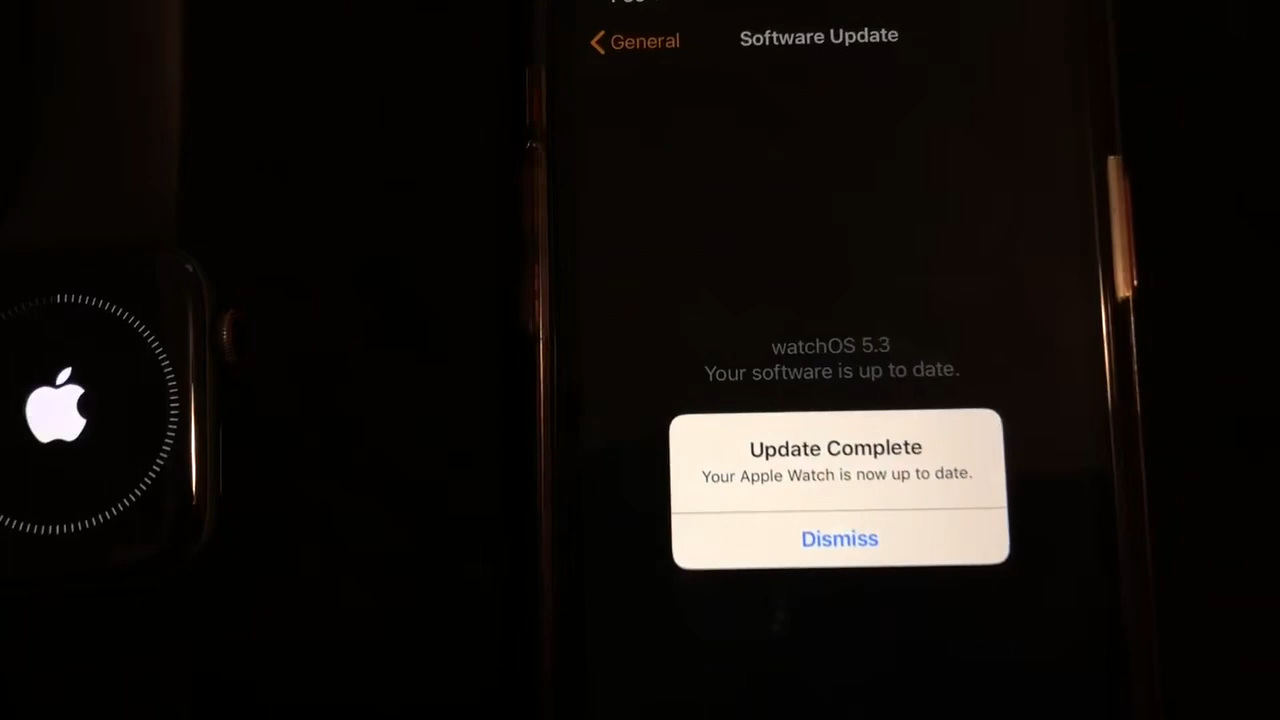 General
Software Update
watchOS 5.3
Your software is up to date.
Update Complete
Your Apple Watch is now up to date.
Dismiss